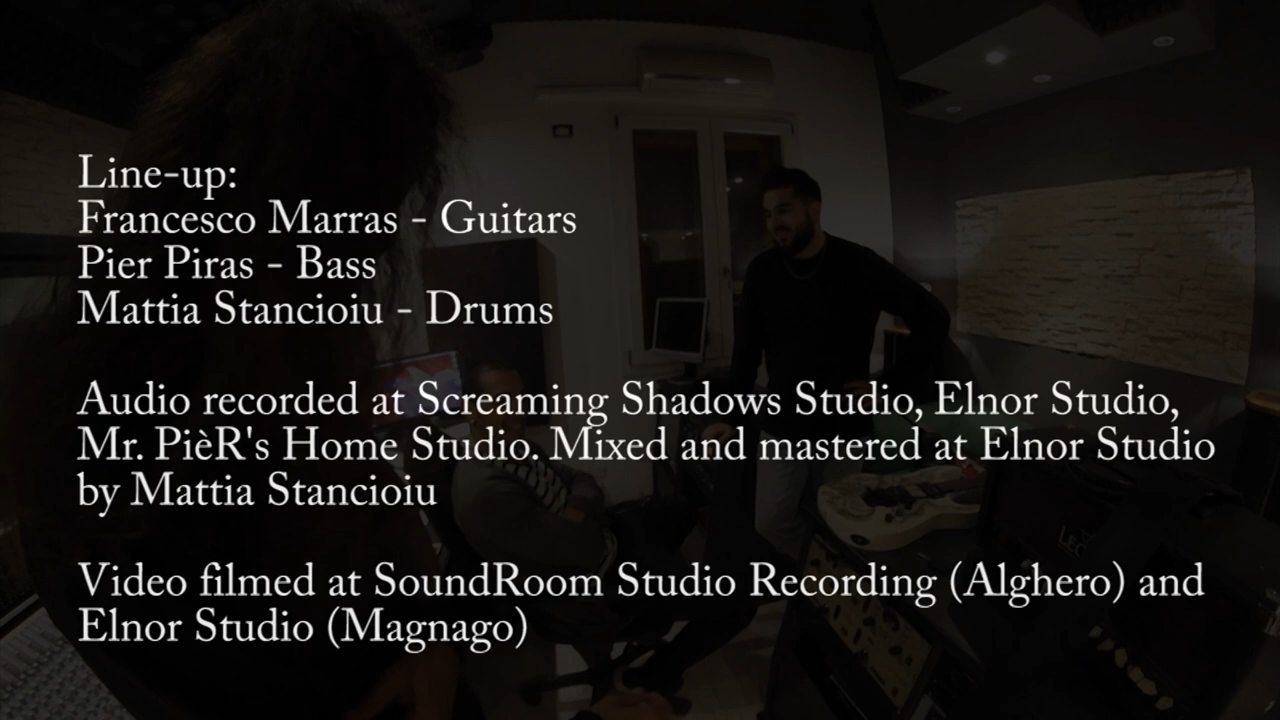 Line-up:
Francesco Marras - Guitars
Pier Piras - Bass
Mattia Stancioiu - Drums
Audio recorded at Screaming Shadows Studio, Elnor Studio,
Mr. PièR's Home Studio. Mixed and mastered at Elnor Studio
by Mattia Stancioiu
Video filmed at SoundRoom Studio Recording (Alghero) and
Elnor Studio (Magnago)